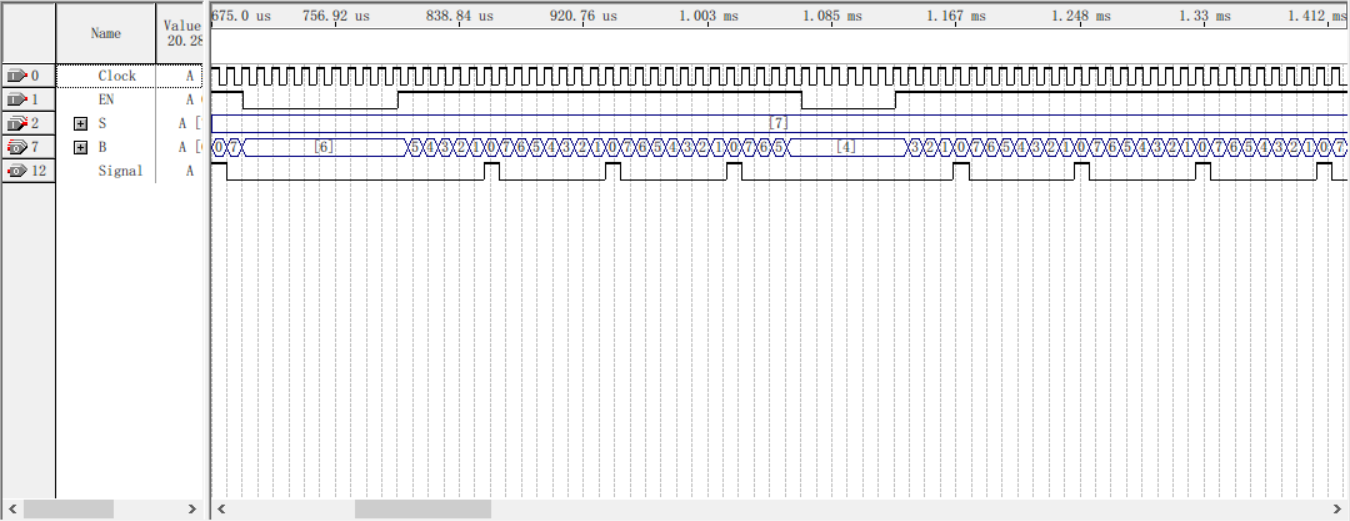 675.0 us 756.92 us 838.84 us 920.76 us 1.003 ms 1.085 ms 1.167 ms 1.248 ms 1.33 ms 1.412 ms
Name Value
20.28
0 Clock A
1 EN A
2 S A [ [7]
7 B A [ 0 7 [6] 5 4 3 2 1 0 7 6 5 4 3 2 1 0 7 6 5 4 3 2 1 0 7 6 5 [4] 3 2 1 0 7 6 5 4 3 2 1 0 7 6 5 4 3 2 1 0 7 6 5 4 3 2 1 0 7
12 Signal A